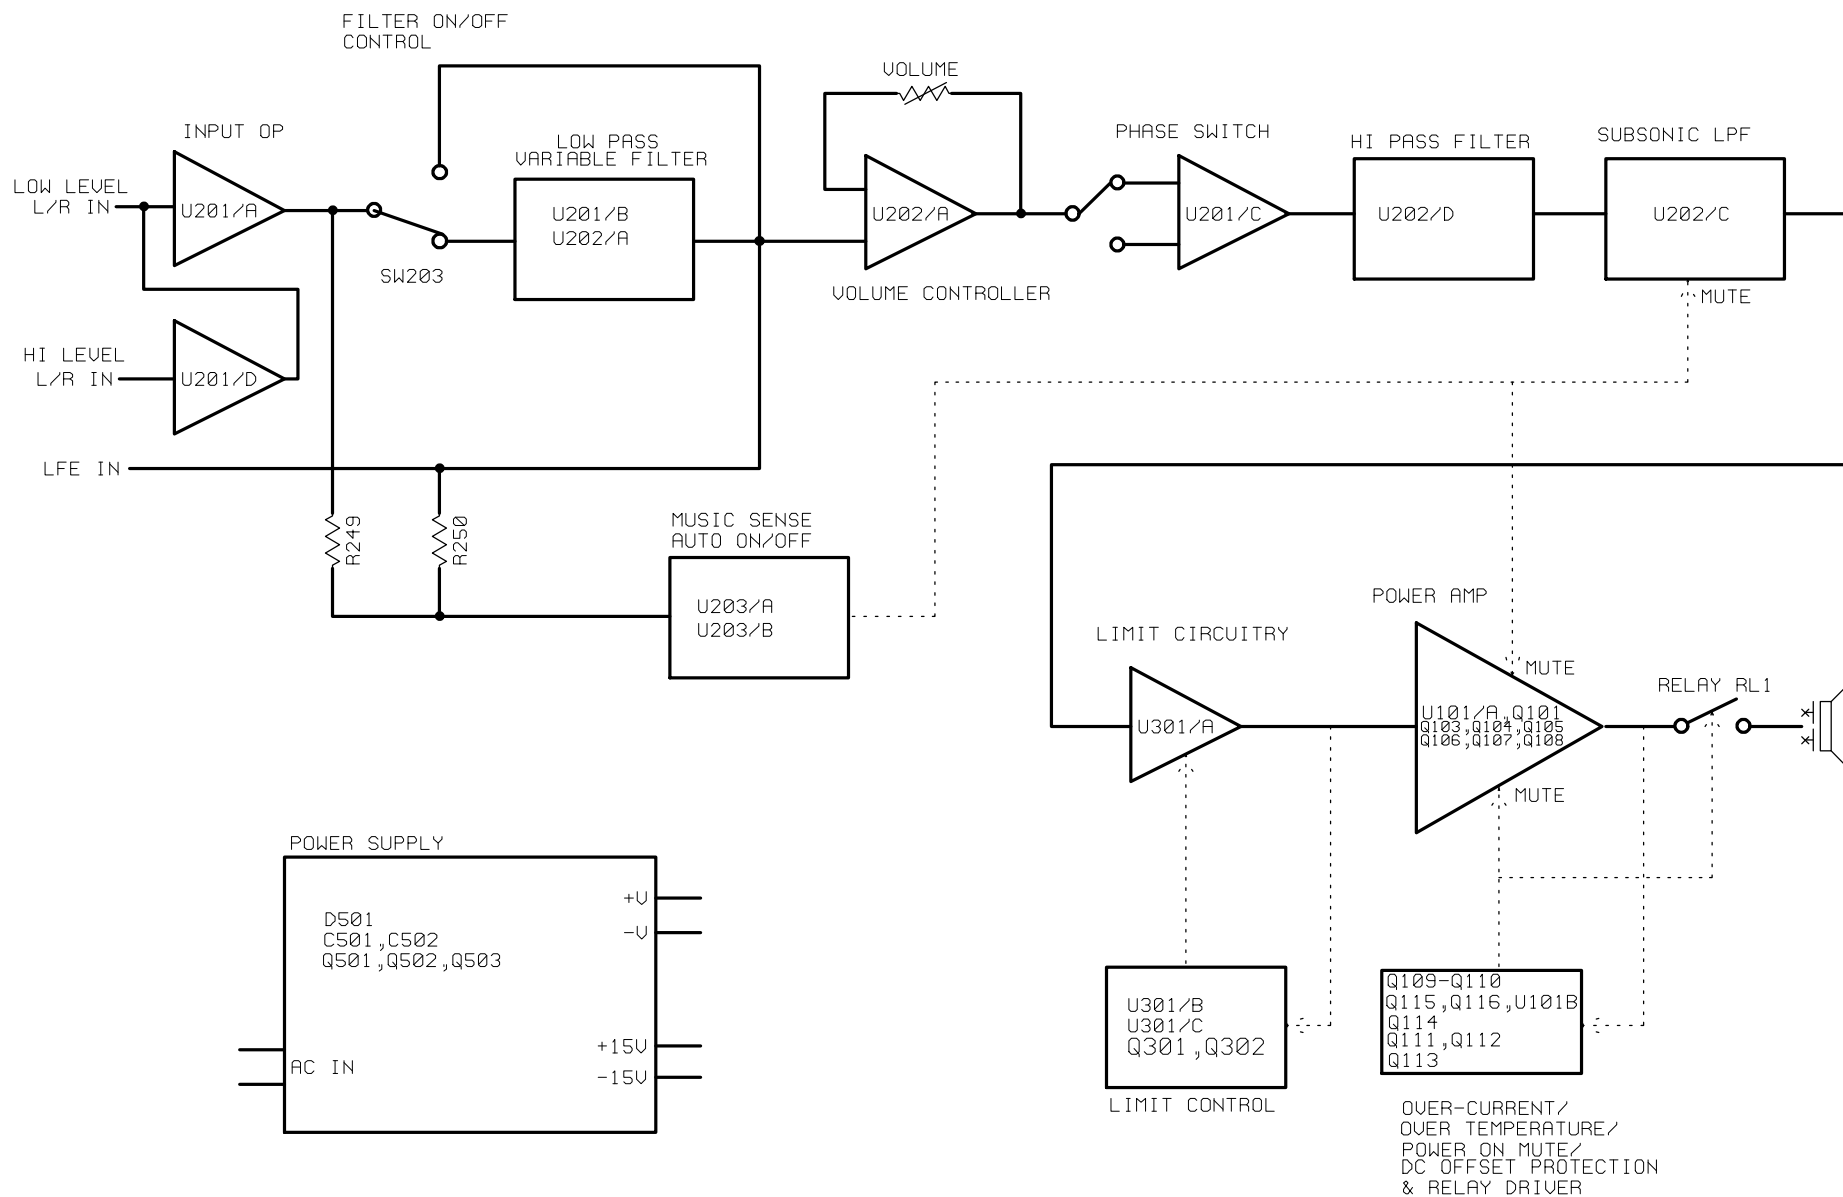 FILTER ON/OFF
CONTROL
INPUT OP
LOW LEVEL
L/R IN
U201/A
HI LEVEL
L/R IN
U201/D
LFE IN
SW203
LOW PASS
VARIABLE FILTER
U201/B
U202/A
VOLUME
U202/A
VOLUME CONTROLLER
PHASE SWITCH
U201/C
HI PASS FILTER
U202/D
SUBSONIC LPF
U202/C
MUTE
R249
R250
MUSIC SENSE
AUTO ON/OFF
U203/A
U203/B
LIMIT CIRCUITRY
U301/A
POWER AMP
MUTE
U101/A,Q101
Q103,Q104,Q105
Q106,Q107,Q108
MUTE
RELAY RL1
POWER SUPPLY
D501
C501,C502
Q501,Q502,Q503
+V
-V
+15V
-15V
AC IN
U301/B
U301/C
Q301,Q302
LIMIT CONTROL
Q109-Q110
Q115,Q116,U101B
Q114
Q111,Q112
Q113
OVER-CURRENT/
OVER TEMPERATURE/
POWER ON MUTE/
DC OFFSET PROTECTION
& RELAY DRIVER